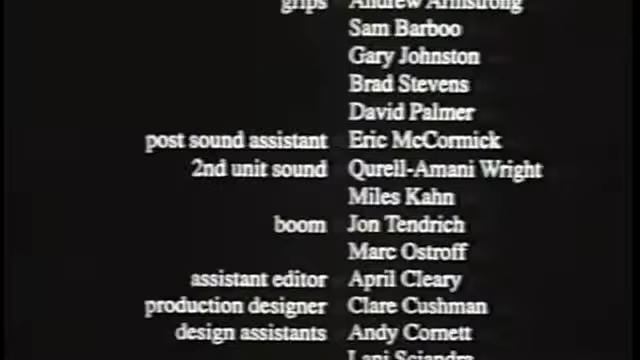 grips Andrew Armstrong
Sam Barboo
Gary Johnston
Brad Stevens
David Palmer
post sound assistant Eric McCormick
2nd unit sound Qurell-Amani Wright
Miles Kahn
boom Jon Tendrich
Marc Ostroff
assistant editor April Cleary
production designer Clare Cushman
design assistants Andy Cornett
Lani Sciandra